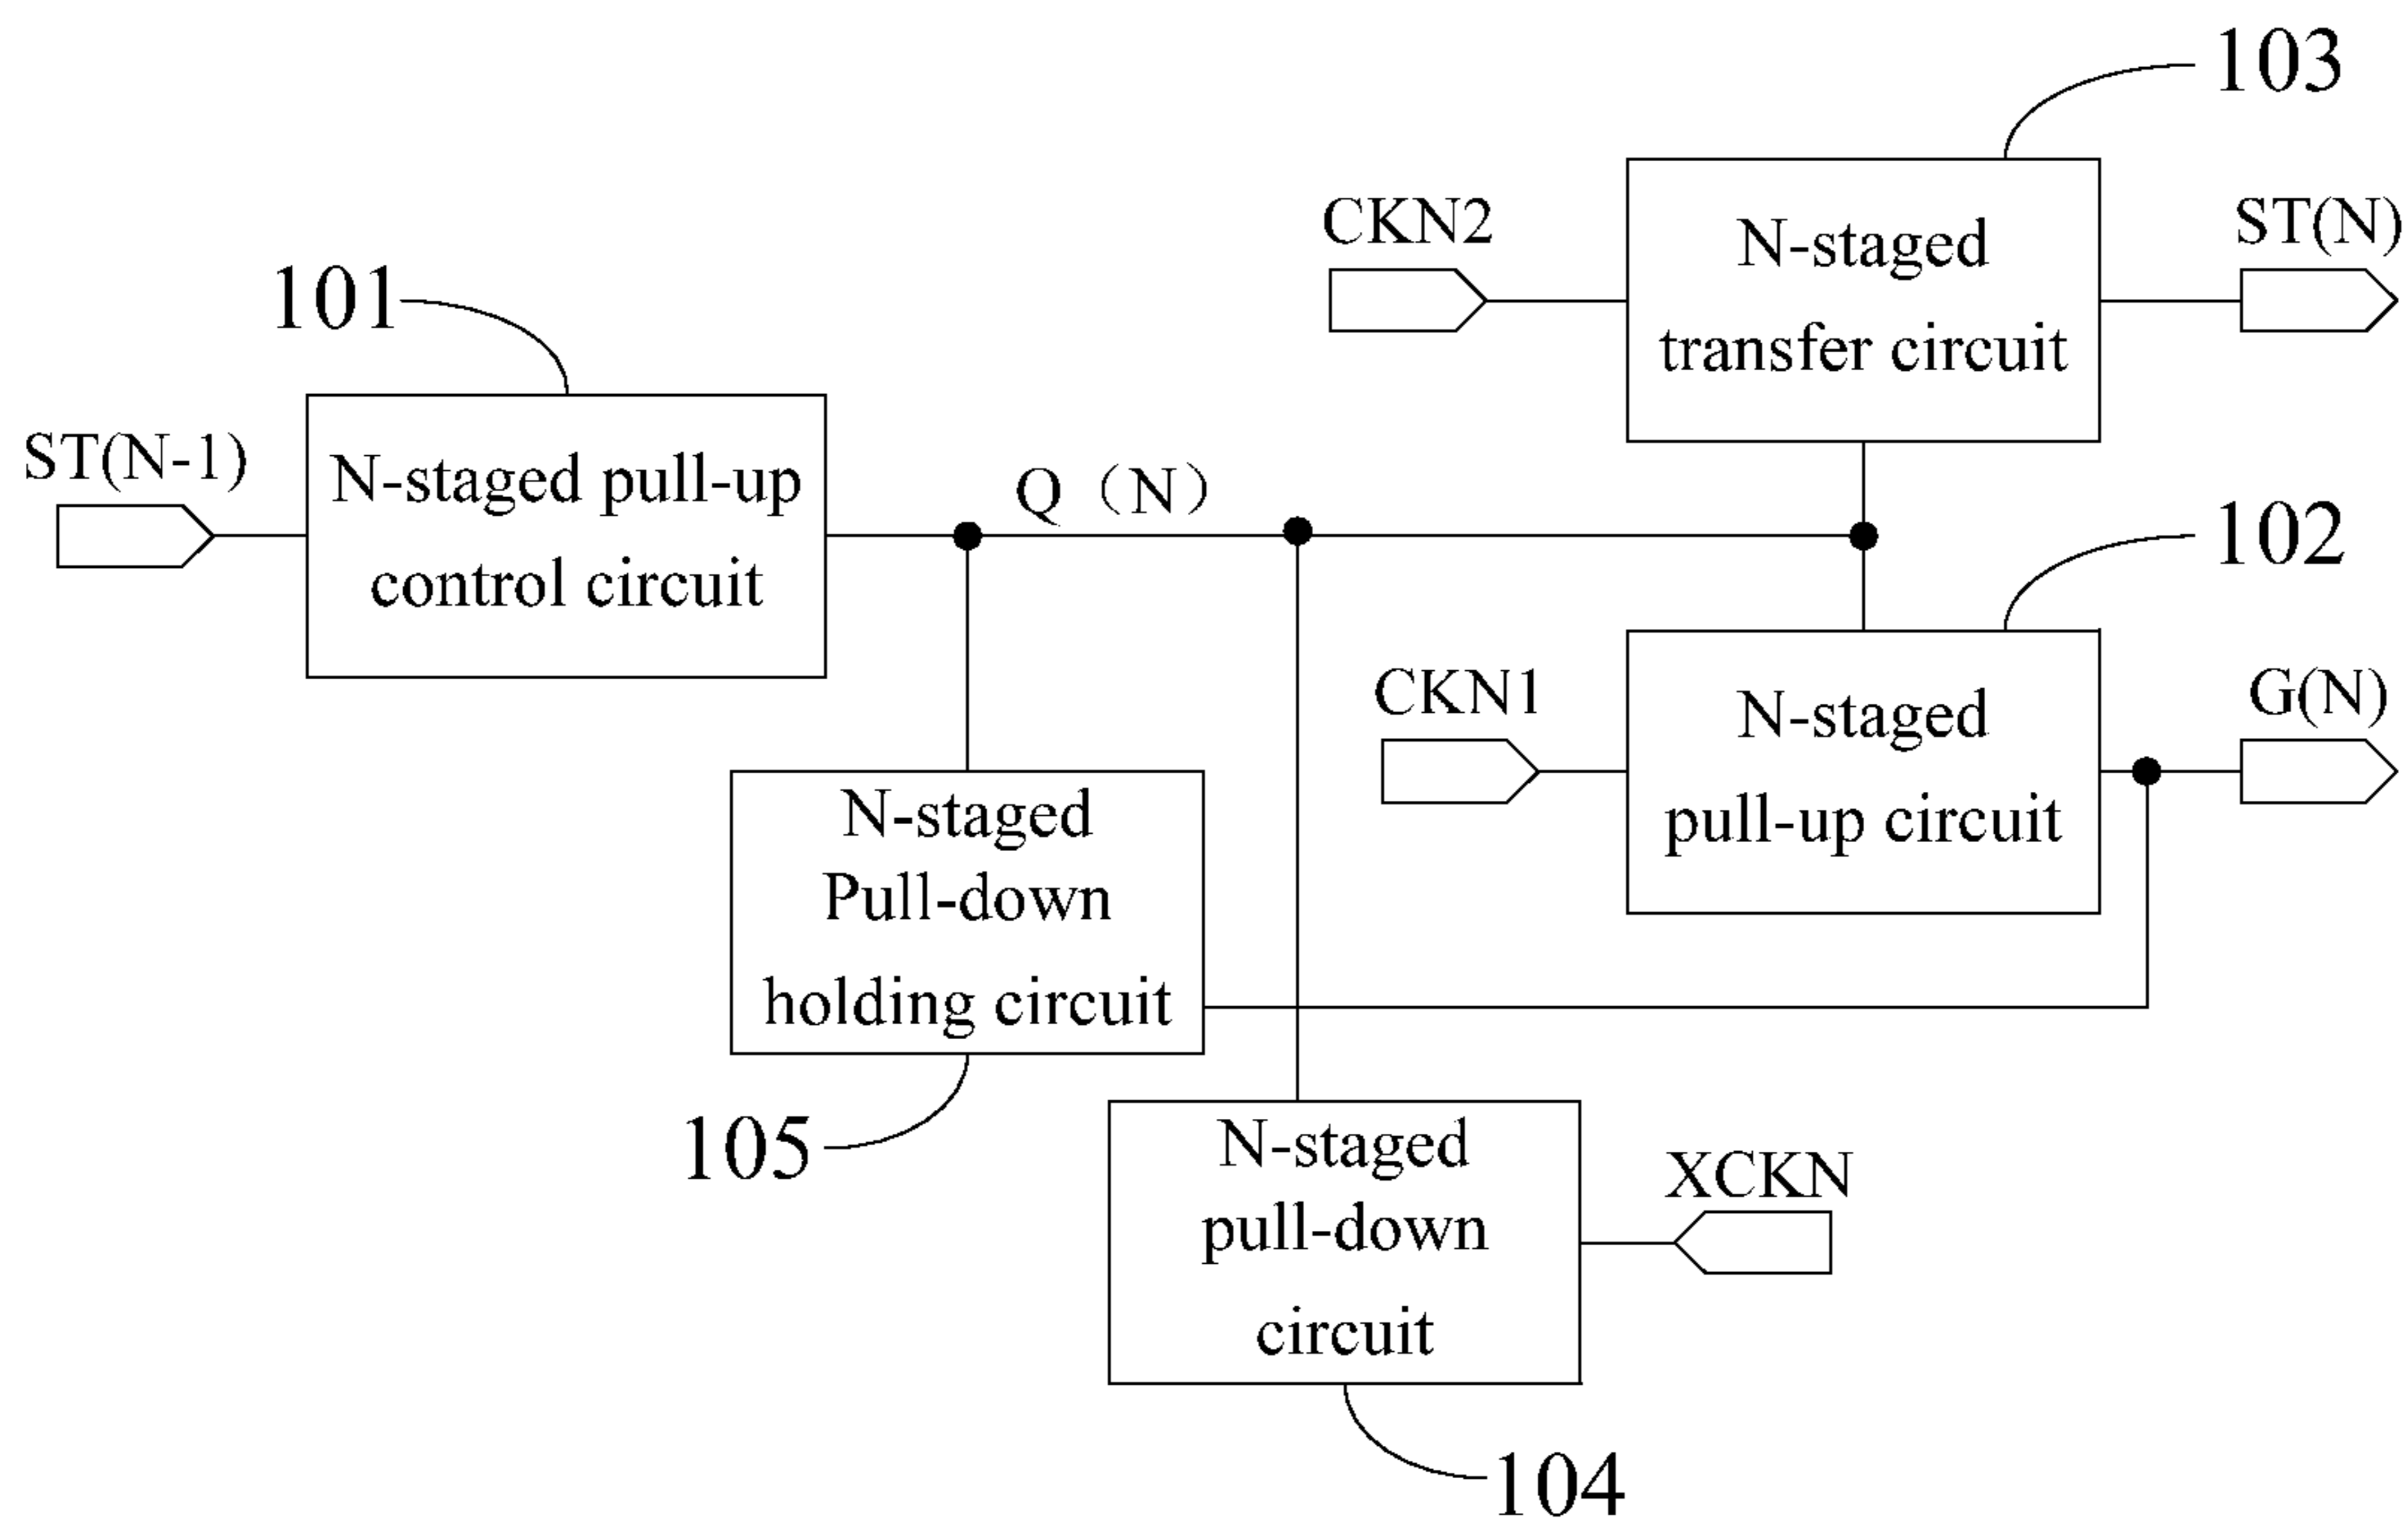 103
CKN2
N-staged
transfer circuit
ST(N)
101
ST(N-1)
N-staged pull-up
control circuit
Q （N）
102
CKN1
N-staged
pull-up circuit
G(N)
N-staged
Pull-down
holding circuit
105
N-staged
pull-down
circuit
XCKN
104